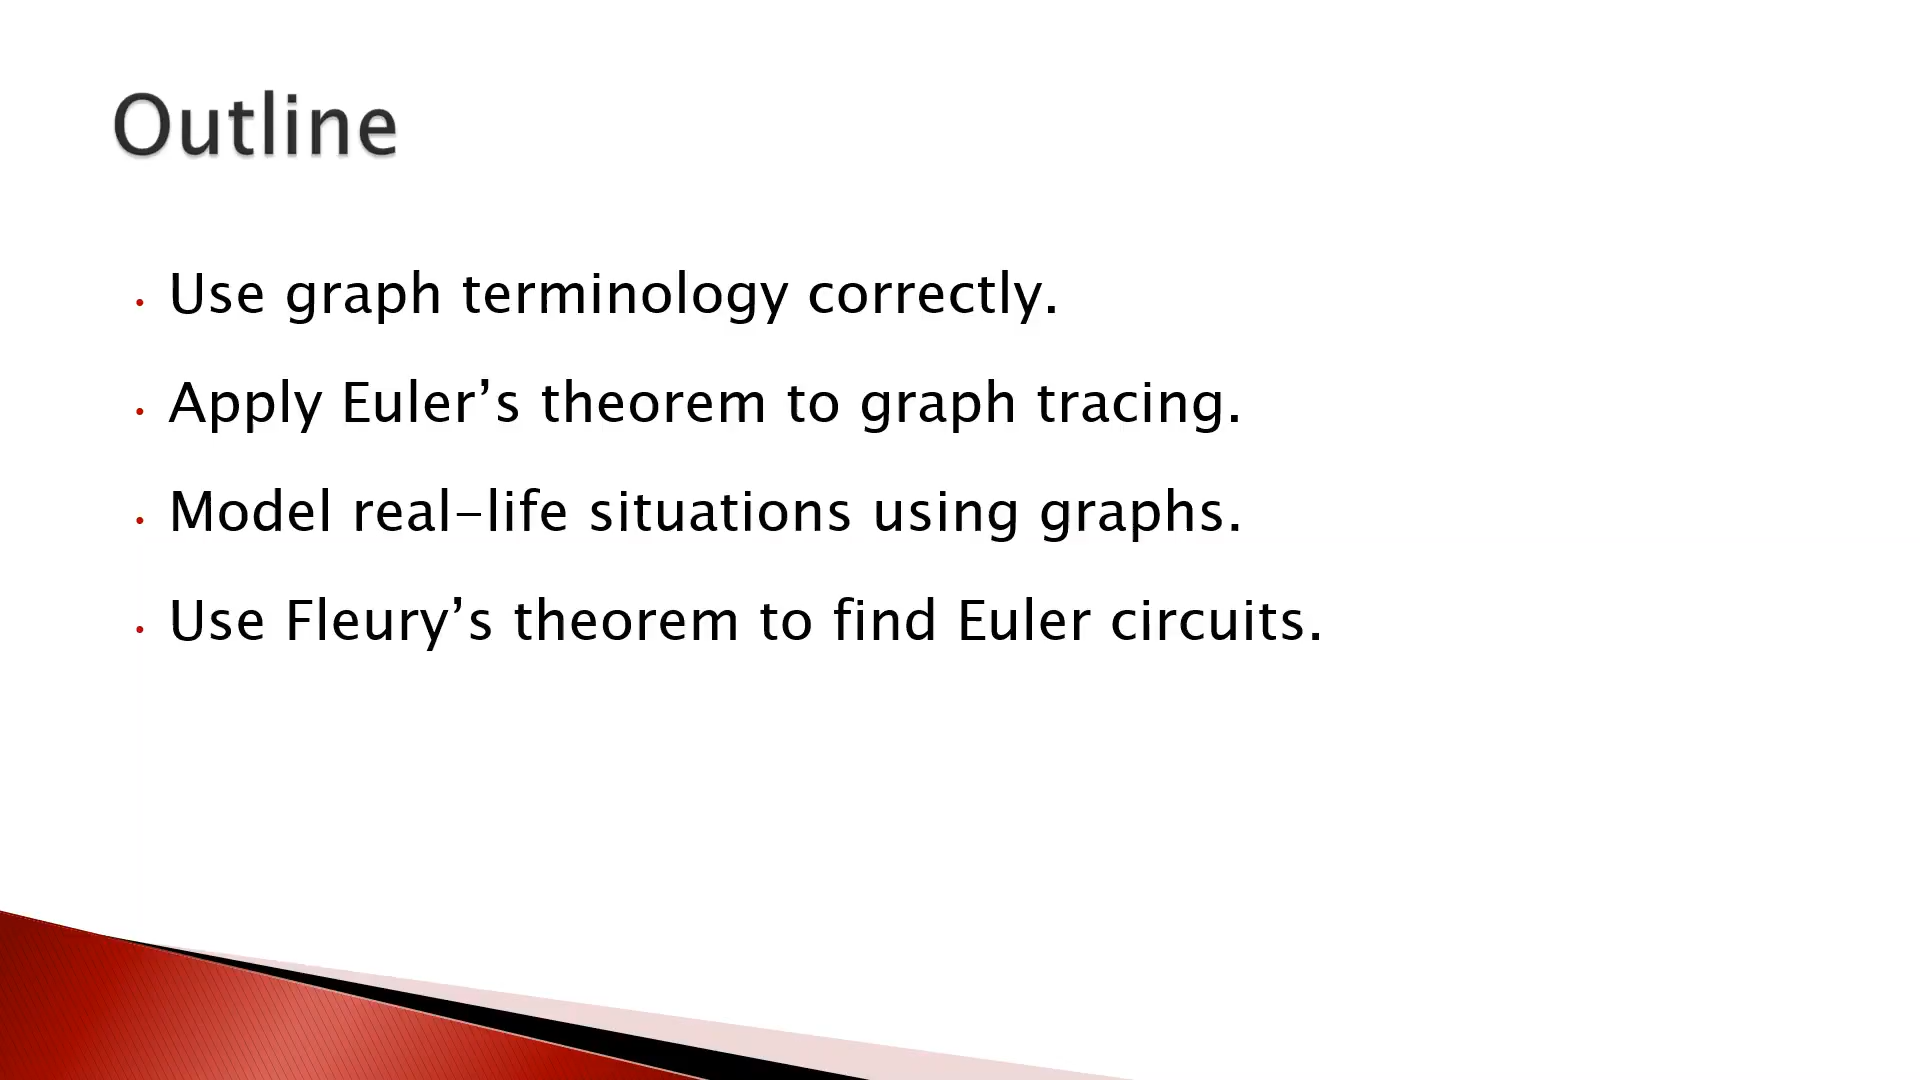 Outline
• Use graph terminology correctly.
• Apply Euler’s theorem to graph tracing.
• Model real-life situations using graphs.
• Use Fleury’s theorem to find Euler circuits.